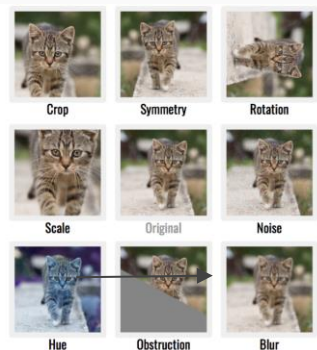 Crop
Symmetry
Rotation
Scale
Original
Noise
Hue
Obstruction
Blur